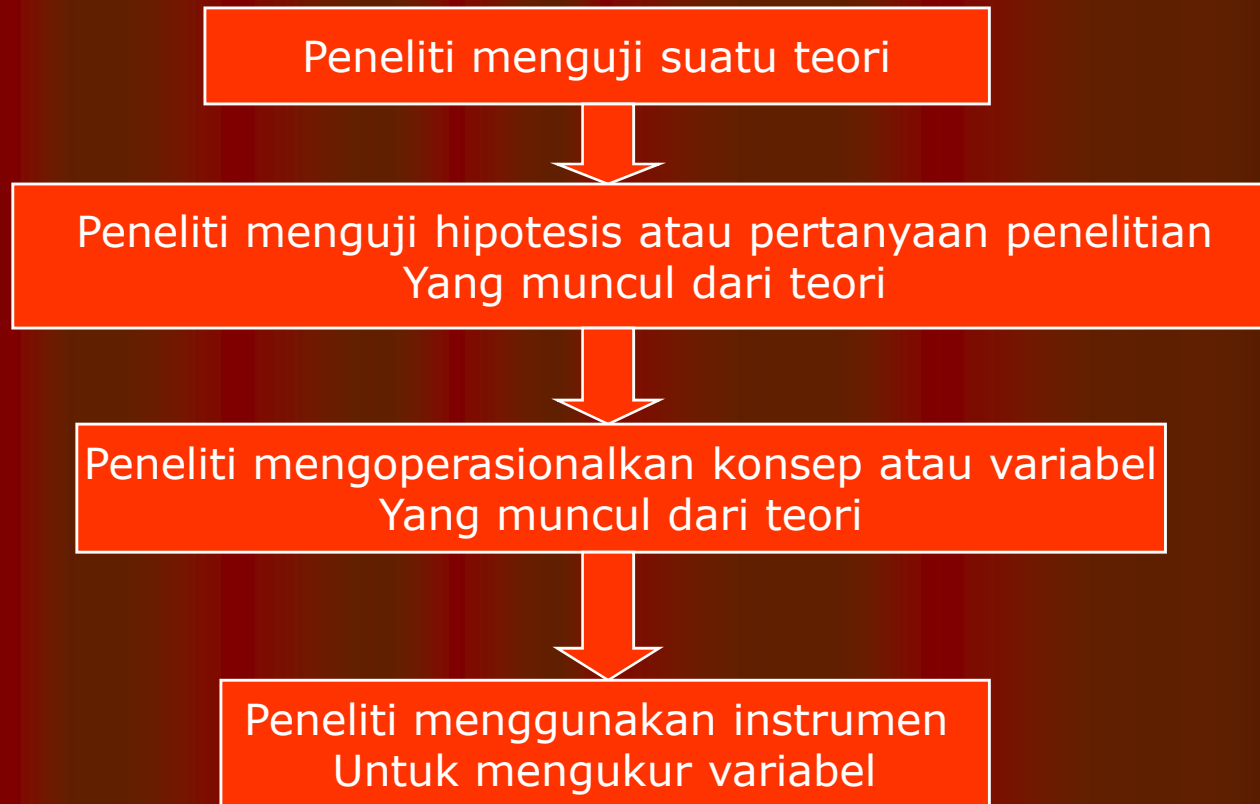 Peneliti menguji suatu teori
Peneliti menguji hipotesis atau pertanyaan penelitian
Yang muncul dari teori
Peneliti mengoperasionalkan konsep atau variabel
Yang muncul dari teori
Peneliti menggunakan instrumen
Untuk mengukur variabel